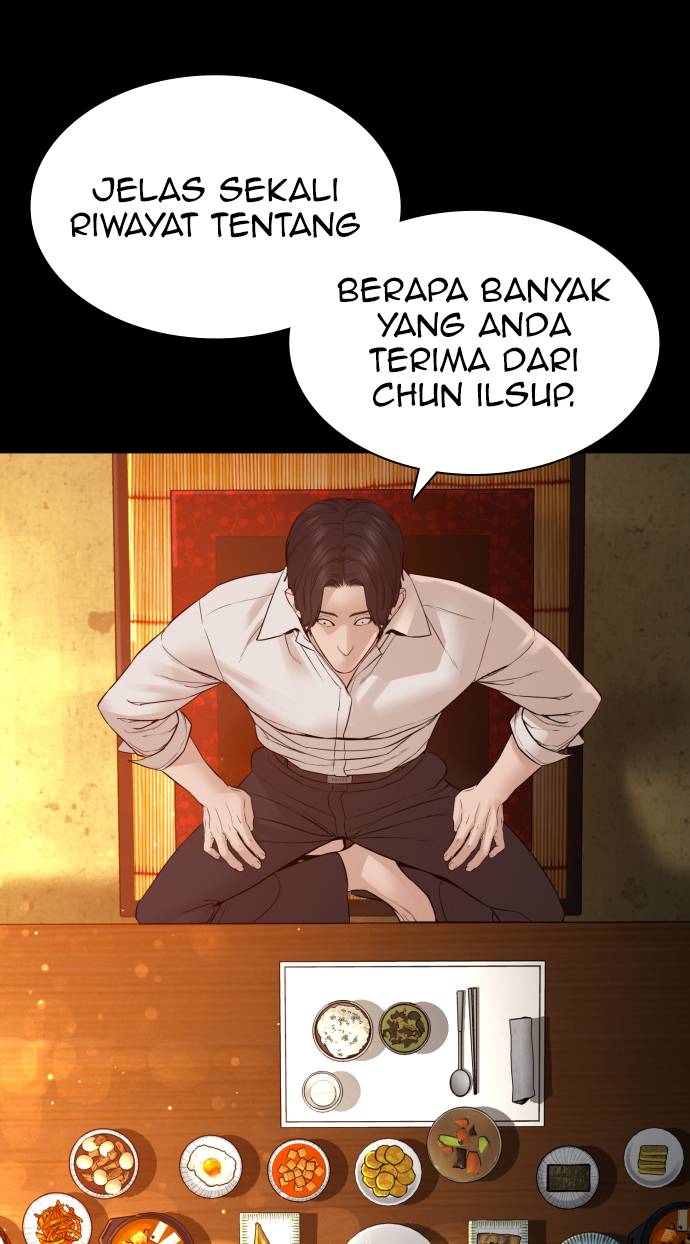 JELAS SEKALI
RIWAYAT TENTANG
BERAPA BANYAK
YANG ANDA
TERIMA DARI
CHUN ILSUP.